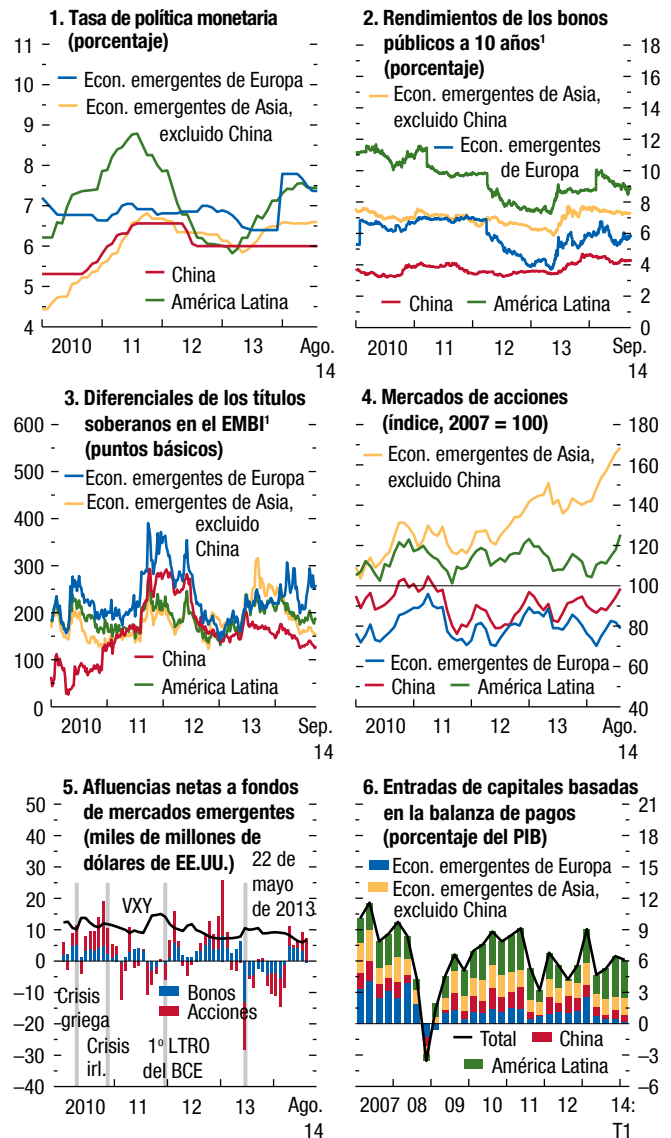 1. Tasa de política monetaria
(porcentaje)
11
10
9
8
7
6
5
4
Econ. emergentes de Europa
Econ. emergentes de Asia,
excluido China
China
América Latina
2010
11
12
13
Ago.
14
2. Rendimientos de los bonos
públicos a 10 años¹
(porcentaje)
Econ. emergentes de Asia,
excluido China
Econ. emergentes
de Europa
18
16
14
12
10
8
6
4
2
0
China
América Latina
2010
11
12
13
Sep.
14
3. Diferenciales de los títulos
soberanos en el EMBI¹
(puntos básicos)
600
500
400
300
200
100
0
Econ. emergentes de Europa
Econ. emergentes de Asia,
excluido
China
China
América Latina
2010
11
12
13
Sep.
14
4. Mercados de acciones
(índice, 2007 = 100)
Econ. emergentes de Asia,
excluido China
180
160
140
120
100
80
60
40
Econ. emergentes de Europa
China
América Latina
2010
11
12
13
Ago.
14
5. Afluencias netas a fondos
de mercados emergentes
(miles de millones de
dólares de EE.UU.)
50
40
30
20
10
0
–10
–20
–30
–40
22 de
mayo
de 2013
VXY
Bonos
Acciones
Crisis
griega
Crisis
irl.
1º LTRO
del BCE
2010
11
12
13
Ago.
14
6. Entradas de capitales basadas
en la balanza de pagos
(porcentaje del PIB)
Econ. emergentes de Europa
Econ. emergentes de Asia,
excluido China
21
18
15
12
9
6
3
0
–3
–6
Total
China
América Latina
2007
08
09
10
11
12
13
14:
T1